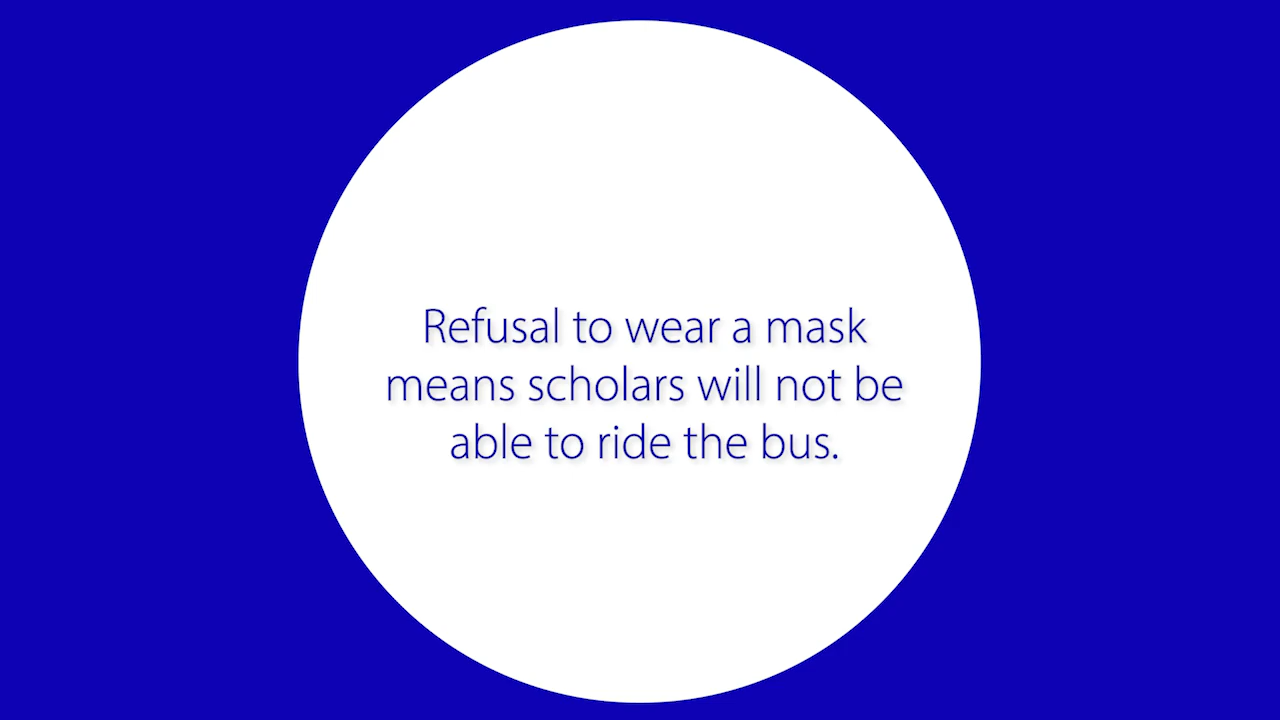 Refusal to wear a mask
means scholars will not be
able to ride the bus.